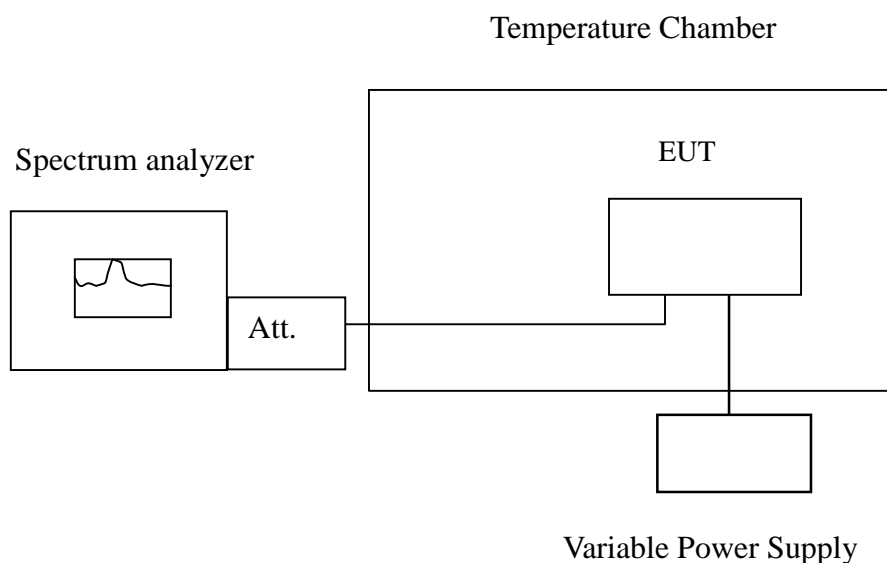 Temperature Chamber
Spectrum analyzer
EUT
Att.
Variable Power Supply